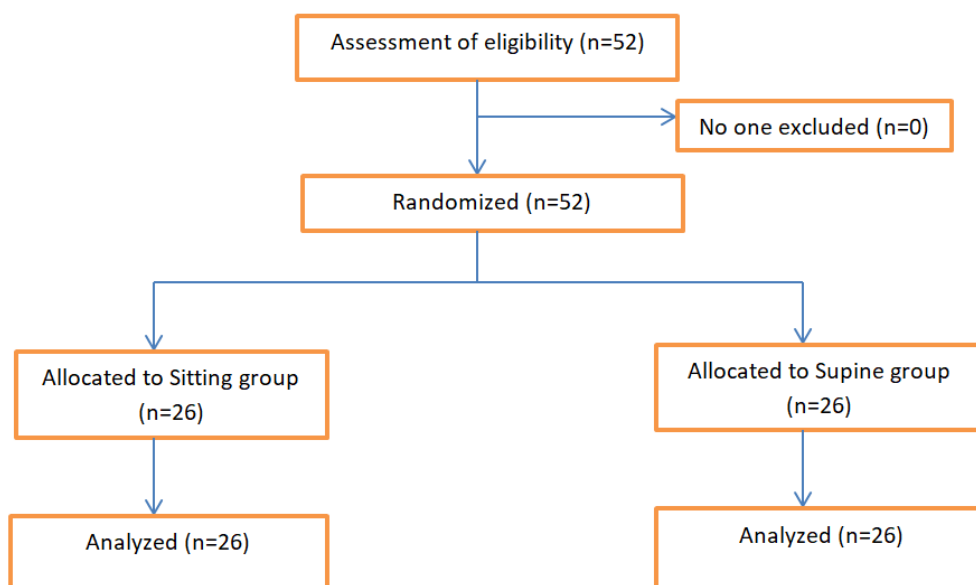 Assessment of eligibility (n=52)
No one excluded (n=0)
Randomized (n=52)
Allocated to Sitting group
(n=26)
Allocated to Supine group
(n=26)
Analyzed (n=26)
Analyzed (n=26)